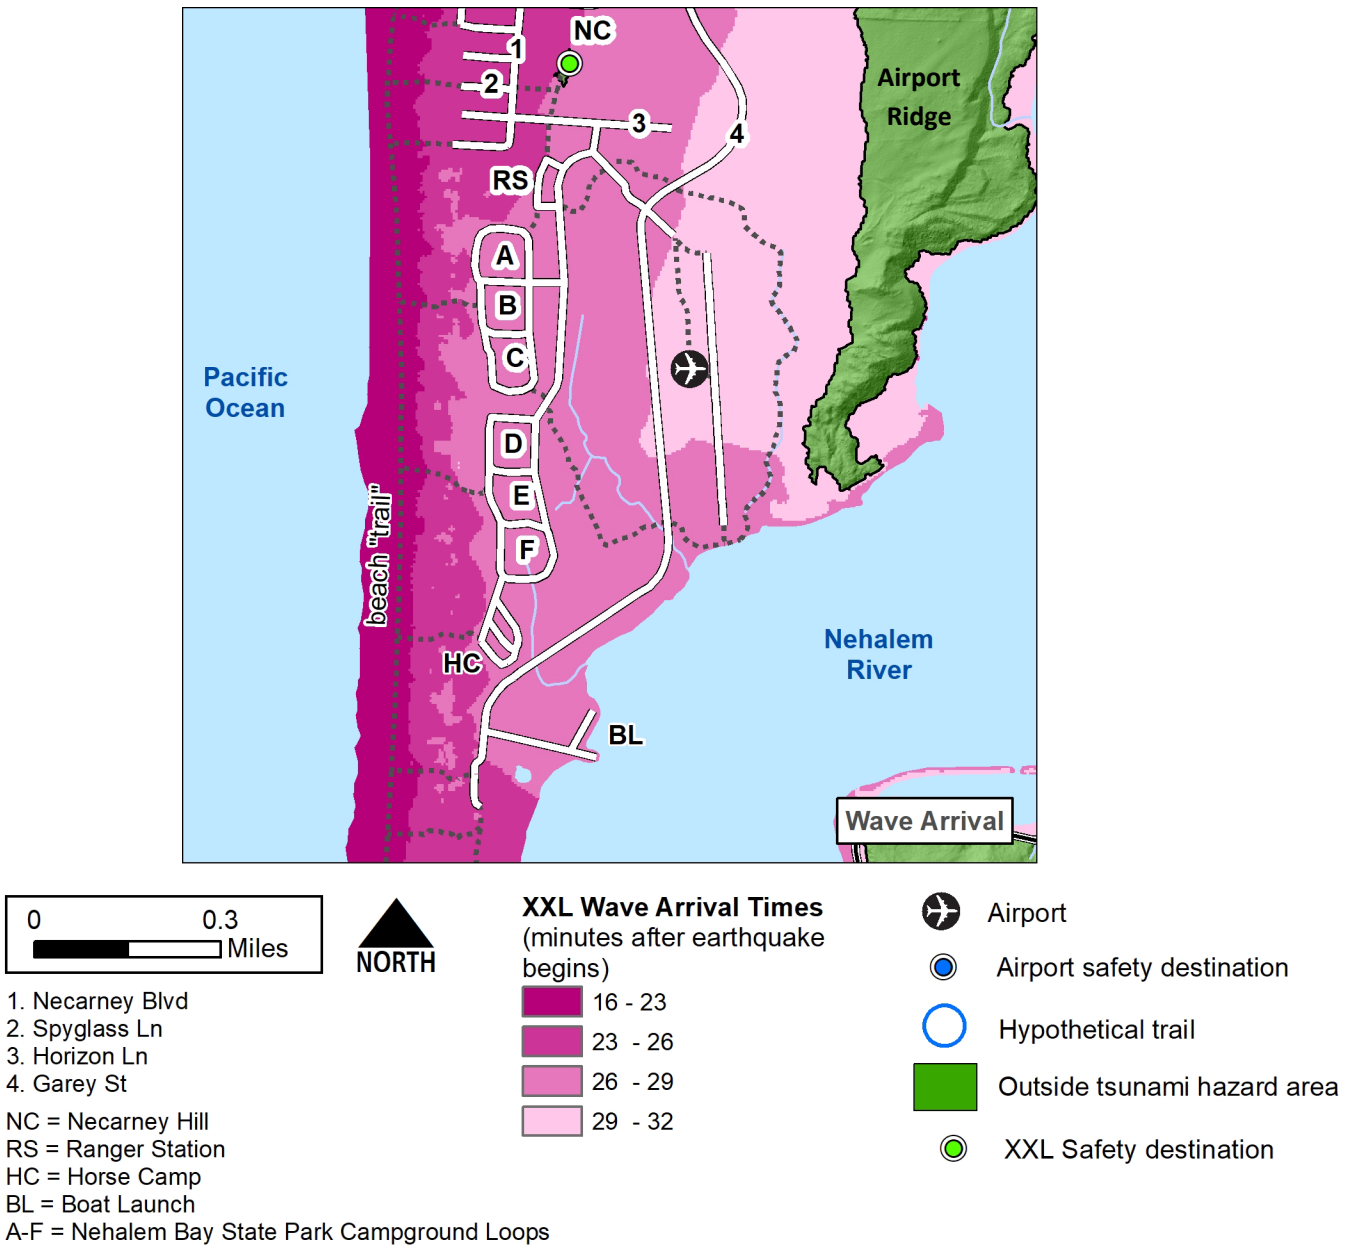 NC
1
2
3
4
Airport
Ridge
RS
A
B
C
D
E
F
Pacific
Ocean
beach "trail"
HC
BL
Nehalem
River
Wave Arrival
0 0.3
Miles
NORTH
1. Necarney Blvd
2. Spyglass Ln
3. Horizon Ln
4. Garey St
NC = Necarney Hill
RS = Ranger Station
HC = Horse Camp
BL = Boat Launch
A-F = Nehalem Bay State Park Campground Loops
XXL Wave Arrival Times
(minutes after earthquake
begins)
16 - 23
23 - 26
26 - 29
29 - 32
Airport
Airport safety destination
Hypothetical trail
Outside tsunami hazard area
XXL Safety destination